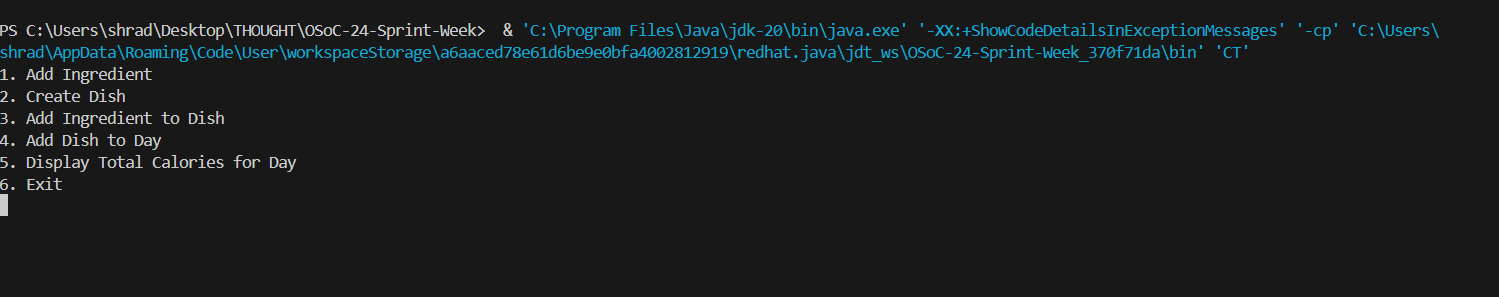 PS C:\Users\shrad\Desktop\THOUGHT\OSoC-24-Sprint-Week>  & 'C:\Program Files\Java\jdk-20\bin\java.exe' '-XX:+ShowCodeDetailsInExceptionMessages' '-cp' 'C:\Users\
shrad\AppData\Roaming\Code\User\workspaceStorage\a6aaced78e61d6be9e0bfa4002812919\redhat.java\jdt_ws\OSoC-24-Sprint-Week_370f71da\bin' 'CT'
1. Add Ingredient
2. Create Dish
3. Add Ingredient to Dish
4. Add Dish to Day
5. Display Total Calories for Day
6. Exit